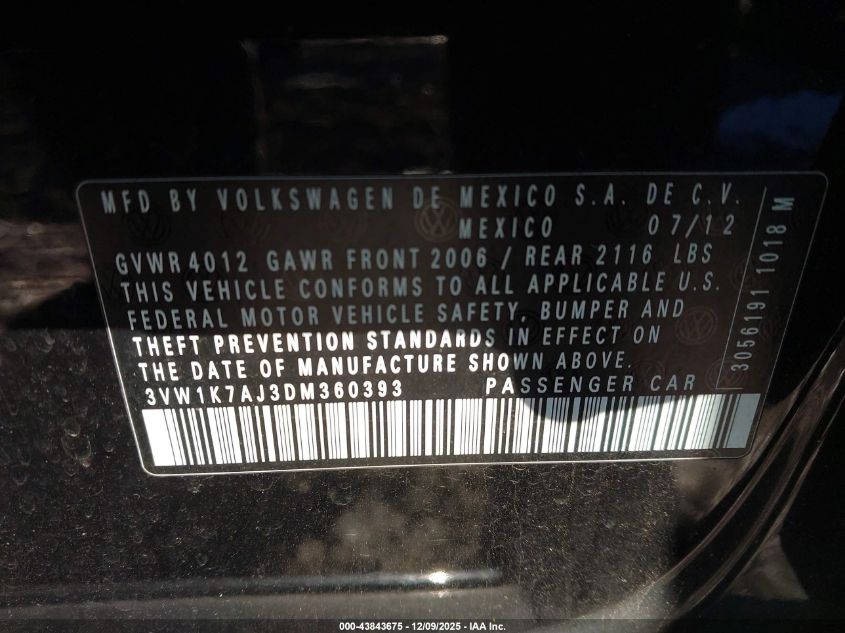 MFD BY VOLKSWAGEN DE MEXICO S.A. DE C.V.
MEXICO 07/12
GVWR 4012 GAWR FRONT 2006 / REAR 2116 LBS
THIS VEHICLE CONFORMS TO ALL APPLICABLE U.S.
FEDERAL MOTOR VEHICLE SAFETY, BUMPER AND
THEFT PREVENTION STANDARDS IN EFFECT ON
THE DATE OF MANUFACTURE SHOWN ABOVE.
3VW1K7AJ3DM360393 PASSENGER CAR
3056191 1018 M
000-43843675 - 12/09/2025 - IAA Inc.